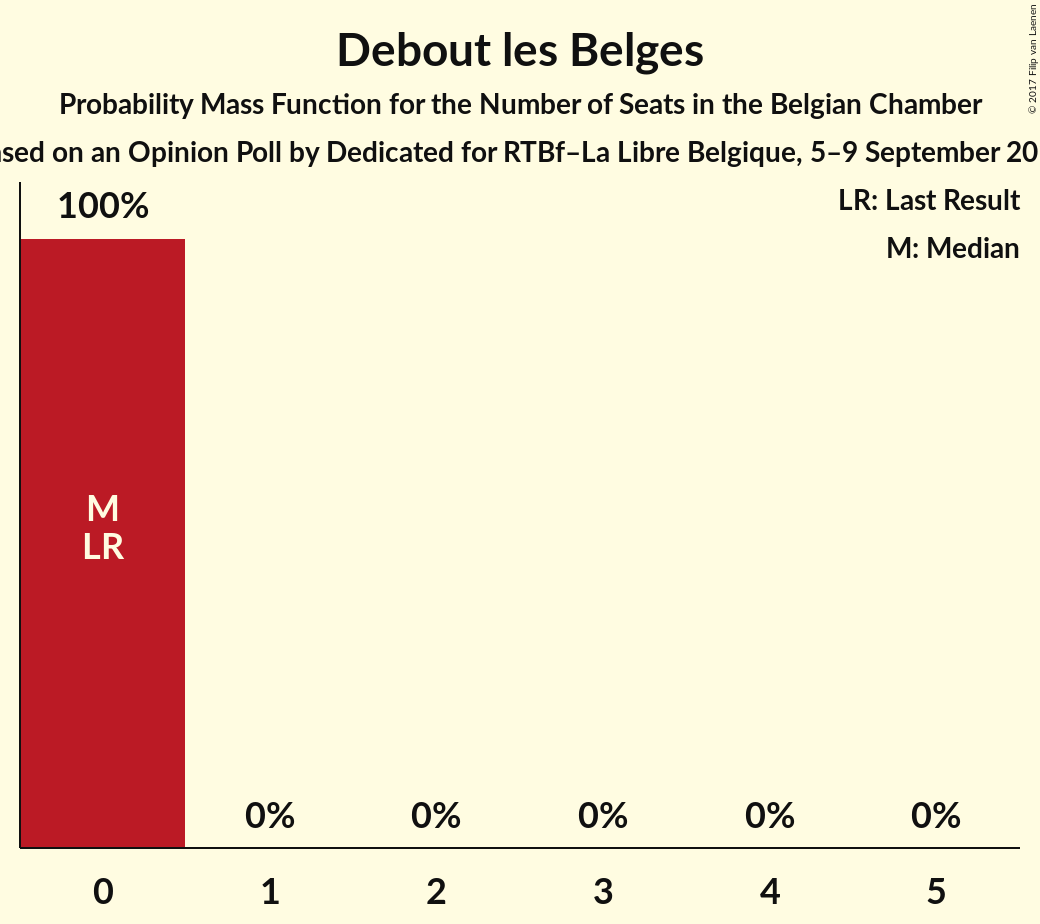 Debout les Belges
Probability Mass Function for the Number of Seats in the Belgian Chamber
on an Opinion Poll by Dedicated for RTBf–La Libre Belgique, 5–9 September
© 2017 Filip van Laenen
LR: Last Result
M: Median
100%
M
LR
0% 0% 0% 0% 0%
0 1 2 3 4 5